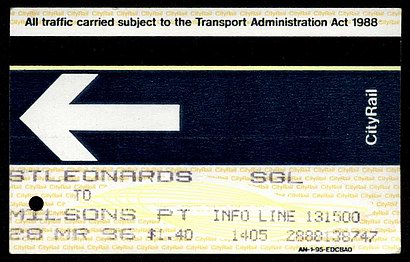 All traffic carried subject to the Transport Administration Act 1988
CityRail
STLEONARDS SGL
TO
MILSONS PT INFO LINE 131500
28 MR 96 $1.40 1405 2888138747
AN-1-95-EDCBAO